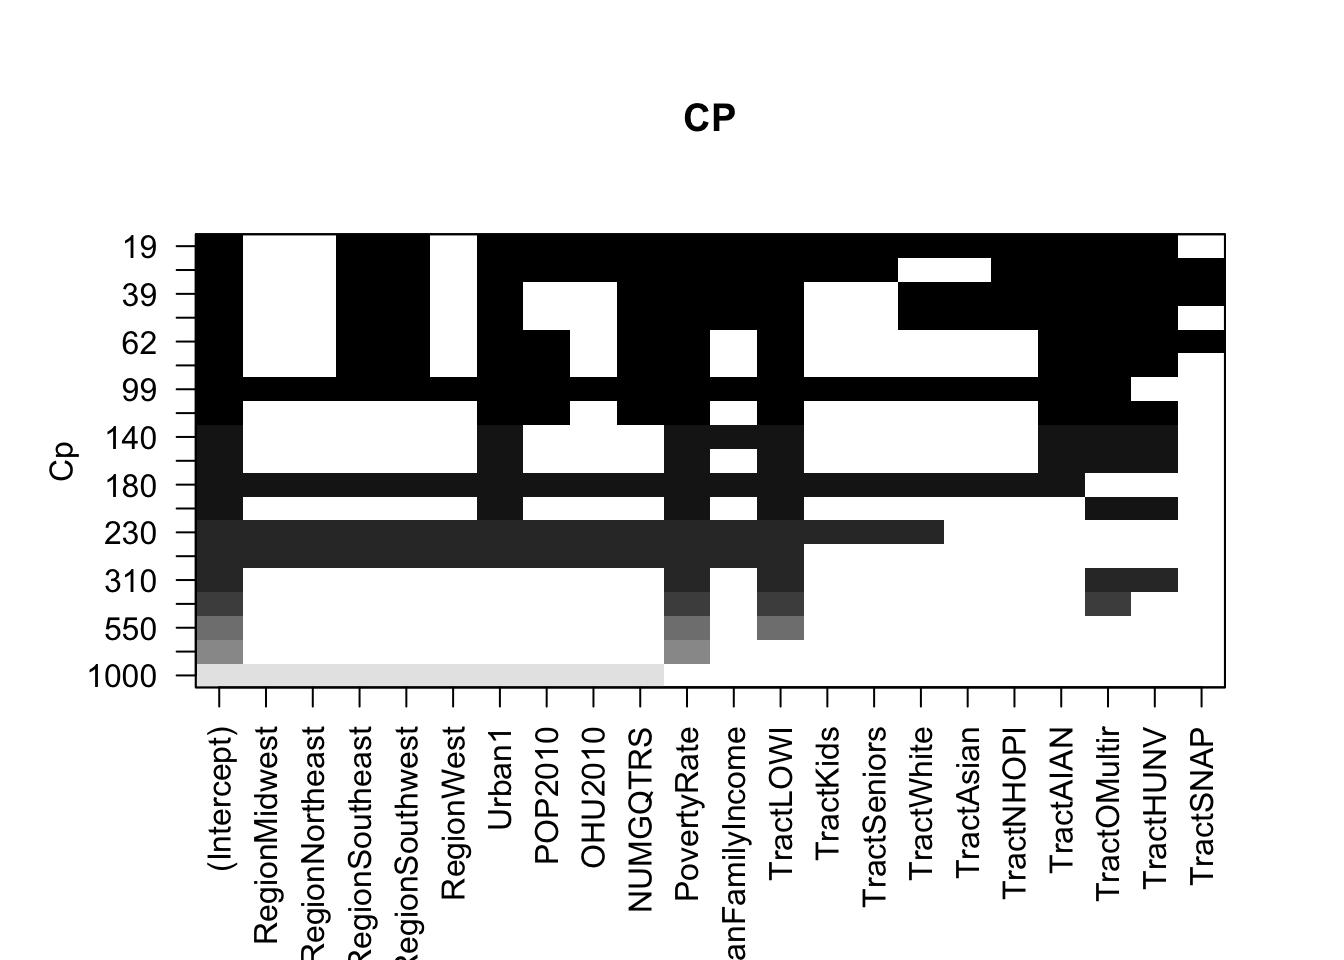 CP
19
39
62
99
140
180
230
310
550
1000
Cp
(Intercept)
RegionMidwest
RegionNortheast
RegionSoutheast
RegionSouthwest
RegionWest
Urban1
POP2010
OHU2010
NUMGQTRS
PovertyRate
anFamilyIncome
TractLOWI
TractKids
TractSeniors
TractWhite
TractAsian
TractNHOPI
TractAIAN
TractOMultir
TractHUNV
TractSNAP